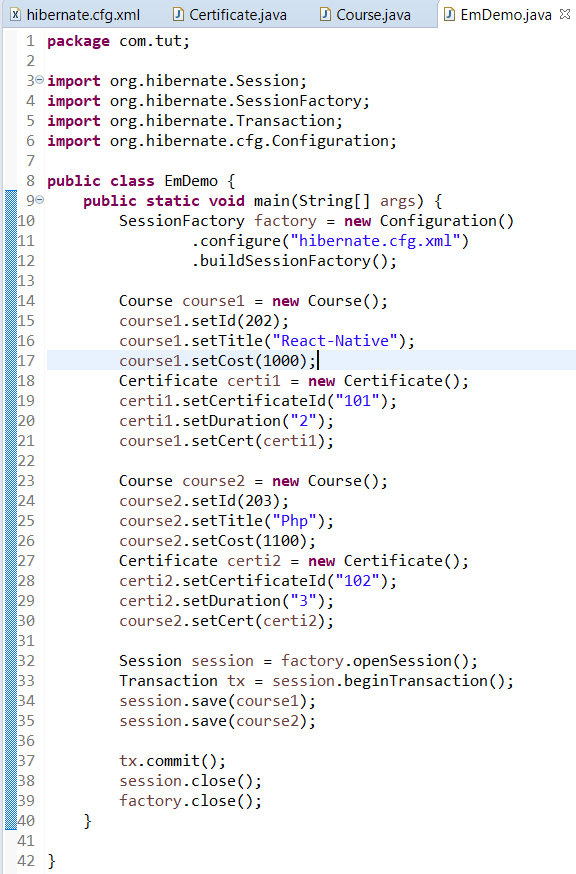 hibernate.cfg.xml Certificate.java Course.java EmDemo.java
1 package com.tut;
2
3 import org.hibernate.Session;
4 import org.hibernate.SessionFactory;
5 import org.hibernate.Transaction;
6 import org.hibernate.cfg.Configuration;
7
8 public class EmDemo {
9     public static void main(String[] args) {
10         SessionFactory factory = new Configuration()
11                 .configure("hibernate.cfg.xml")
12                 .buildSessionFactory();
13
14         Course course1 = new Course();
15         course1.setId(202);
16         course1.setTitle("React-Native");
17         course1.setCost(1000);
18         Certificate certi1 = new Certificate();
19         certi1.setCertificateId("101");
20         certi1.setDuration("2");
21         course1.setCert(certi1);
22
23         Course course2 = new Course();
24         course2.setId(203);
25         course2.setTitle("Php");
26         course2.setCost(1100);
27         Certificate certi2 = new Certificate();
28         certi2.setCertificateId("102");
29         certi2.setDuration("3");
30         course2.setCert(certi2);
31
32         Session session = factory.openSession();
33         Transaction tx = session.beginTransaction();
34         session.save(course1);
35         session.save(course2);
36
37         tx.commit();
38         session.close();
39         factory.close();
40     }
41
42 }